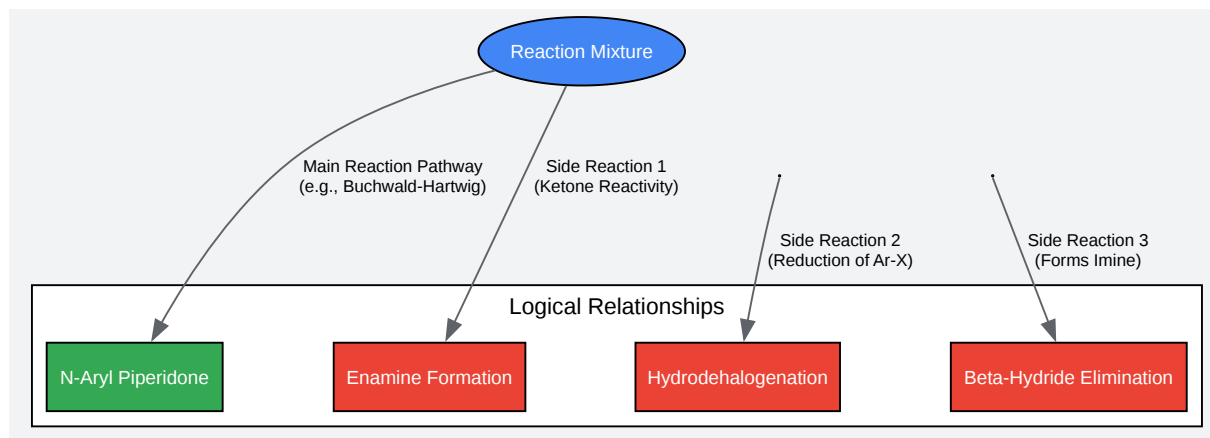 Reaction Mixture
Main Reaction Pathway
(e.g., Buchwald-Hartwig)
Side Reaction 1
(Ketone Reactivity)
Side Reaction 2
(Reduction of Ar-X)
Side Reaction 3
(Forms Imine)
Logical Relationships
N-Aryl Piperidone
Enamine Formation
Hydrodehalogenation
Beta-Hydride Elimination